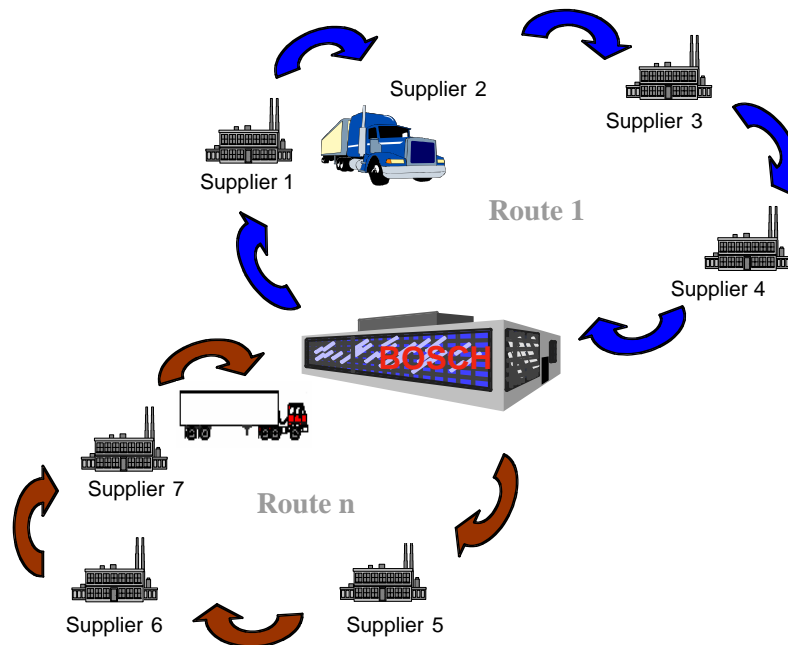 Supplier 2
Supplier 3
Supplier 1
Route 1
Supplier 4
BOSCH
Supplier 7
Route n
Supplier 6
Supplier 5